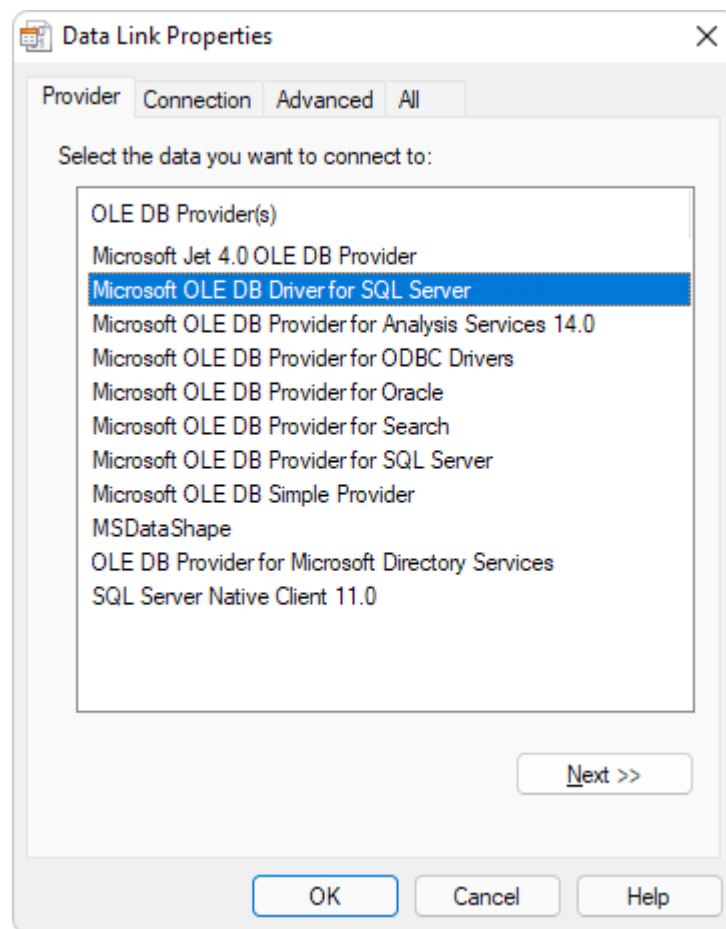 Data Link Properties
Provider Connection Advanced All
Select the data you want to connect to:
OLE DB Provider(s)
Microsoft Jet 4.0 OLE DB Provider
Microsoft OLE DB Driver for SQL Server
Microsoft OLE DB Provider for Analysis Services 14.0
Microsoft OLE DB Provider for ODBC Drivers
Microsoft OLE DB Provider for Oracle
Microsoft OLE DB Provider for Search
Microsoft OLE DB Provider for SQL Server
Microsoft OLE DB Simple Provider
MSDataShape
OLE DB Provider for Microsoft Directory Services
SQL Server Native Client 11.0
Next >>
OK Cancel Help